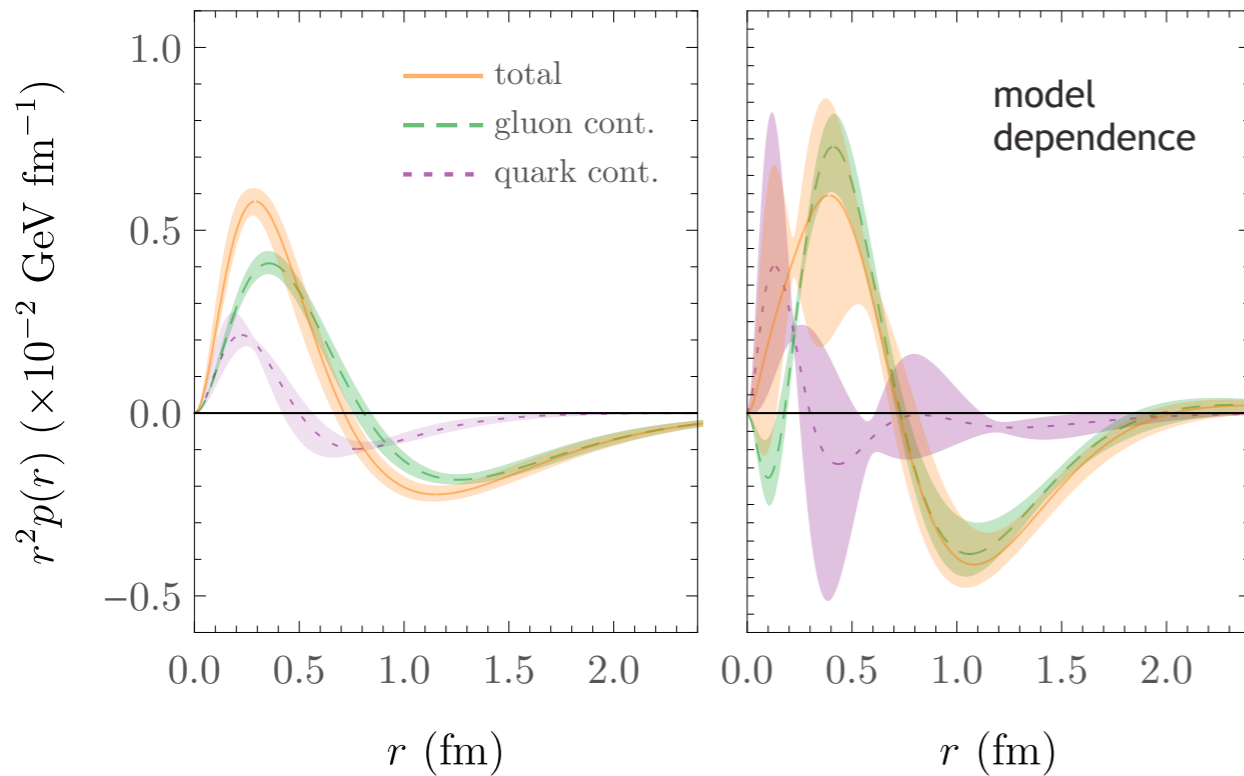 r²p(r) (×10⁻² GeV fm⁻¹)
1.0
0.5
0.0
−0.5
total
gluon cont.
quark cont.
model
dependence
0.0 0.5 1.0 1.5 2.0
0.0 0.5 1.0 1.5 2.0
r (fm)
r (fm)